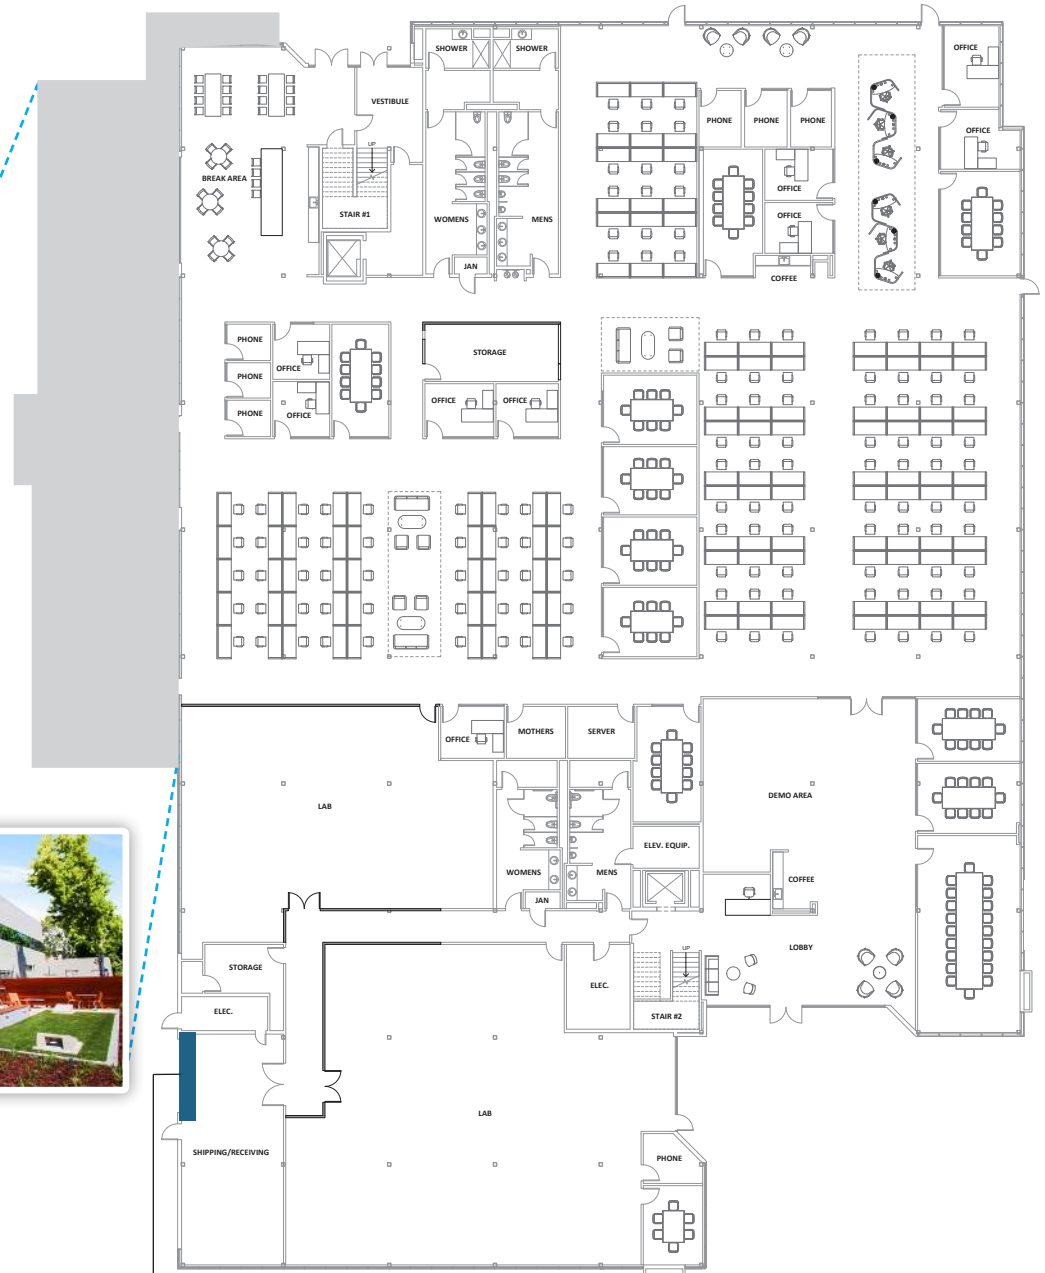 SHOWER
SHOWER
OFFICE
VESTIBULE
PHONE
PHONE
PHONE
OFFICE
UP
BREAK AREA
OFFICE
STAIR #1
WOMENS
MENS
OFFICE
JAN
COFFEE
PHONE
STORAGE
OFFICE
PHONE
OFFICE
OFFICE
PHONE
OFFICE
OFFICE
MOTHERS
SERVER
DEMO AREA
LAB
ELEV. EQUIP.
WOMENS
MENS
COFFEE
JAN
LOBBY
UP
STORAGE
ELEC.
ELEC.
STAIR #2
LAB
SHIPPING/RECEIVING
PHONE